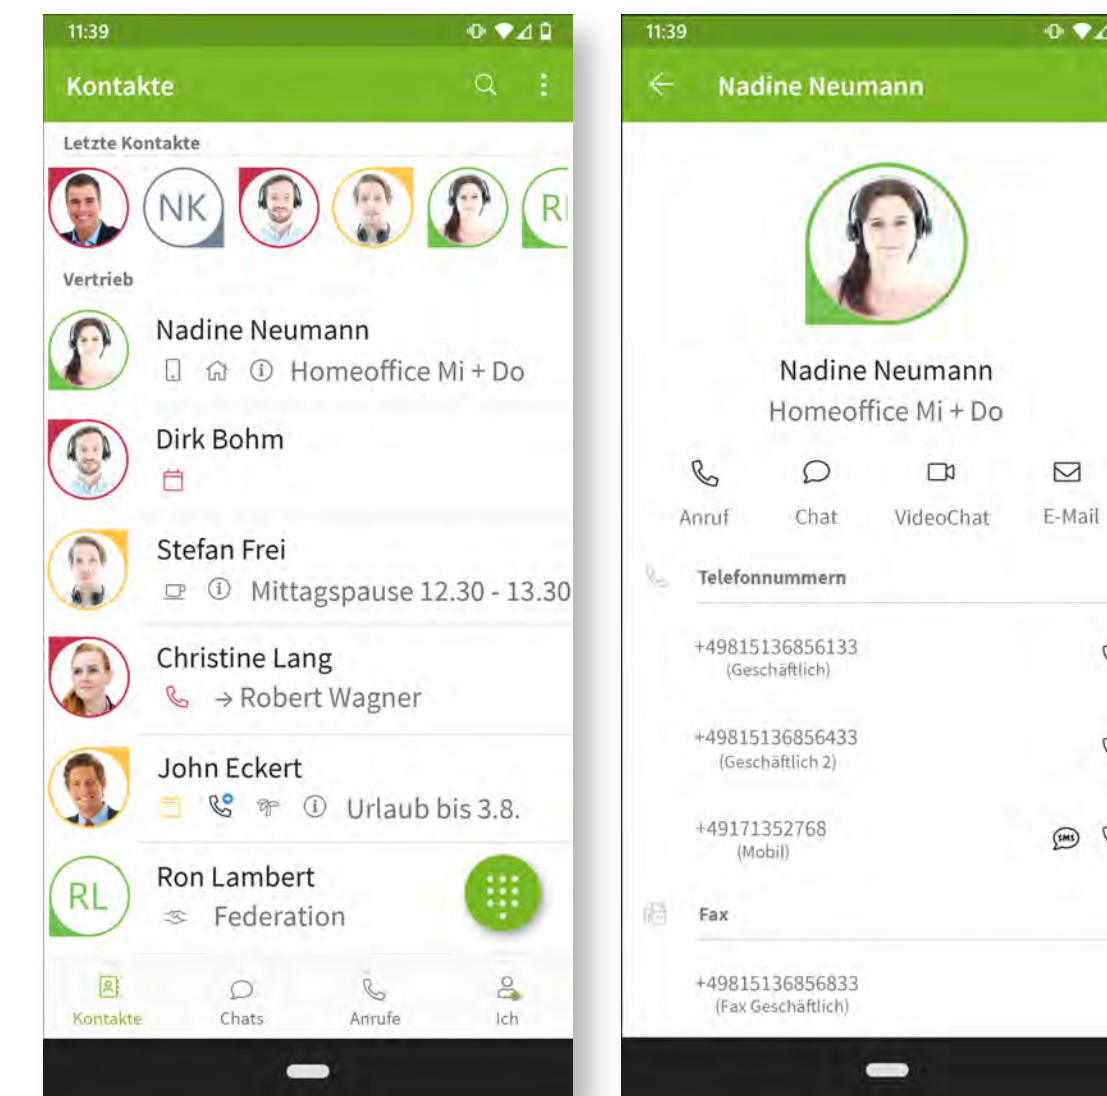 11:39
Kontakte
Letzte Kontakte
NK
RL
Vertrieb
Nadine Neumann
Homeoffice Mi + Do
Dirk Bohm
Stefan Frei
Mittagspause 12.30 - 13.30
Christine Lang
→ Robert Wagner
John Eckert
Urlaub bis 3.8.
RL
Ron Lambert
Federation
Kontakte Chats Anrufe Ich
11:39
Nadine Neumann
Nadine Neumann
Homeoffice Mi + Do
Anruf Chat VideoChat E-Mail
Telefonnummern
+49815136856133
(Geschäftlich)
+49815136856433
(Geschäftlich 2)
+49171352768
SMS
(Mobil)
Fax
+49815136856833
(Fax Geschäftlich)